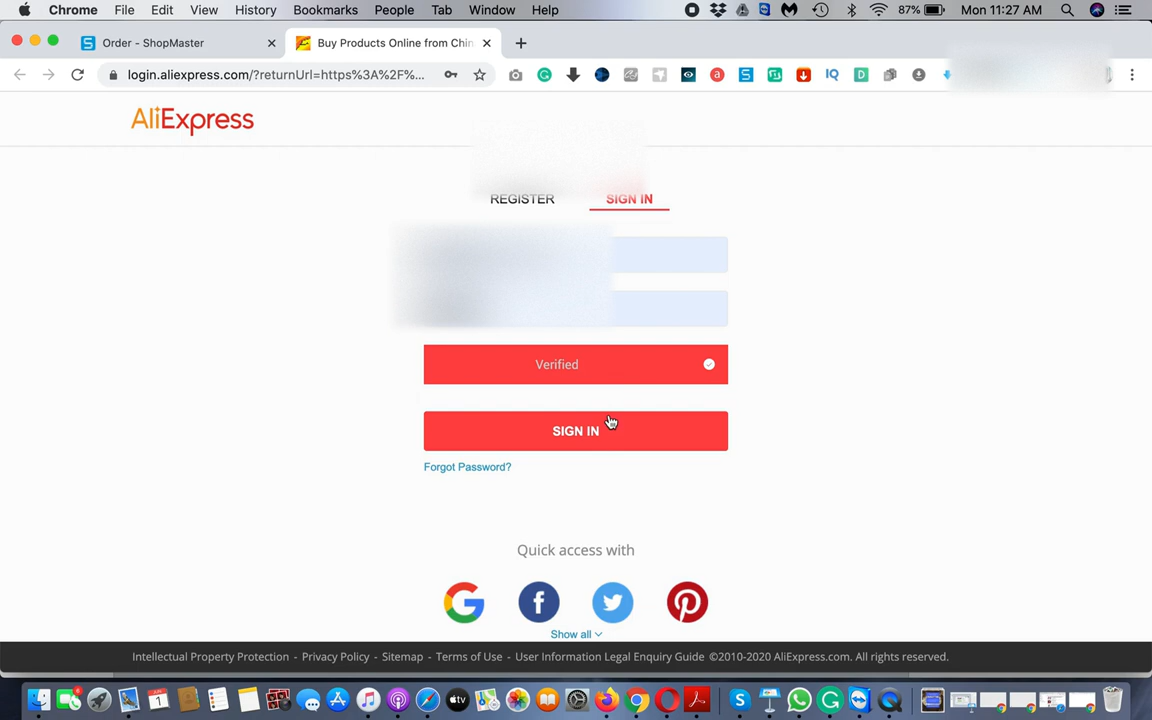 Chrome File Edit View History Bookmarks People Tab Window Help 87% Mon 11:27 AM
Order - ShopMaster Buy Products Online from Chin
login.aliexpress.com/?returnUrl=https%3A%2F%...
AliExpress
REGISTER SIGN IN
Verified
SIGN IN
Forgot Password?
Quick access with
Show all
Intellectual Property Protection - Privacy Policy - Sitemap - Terms of Use - User Information Legal Enquiry Guide ©2010-2020 AliExpress.com. All rights reserved.